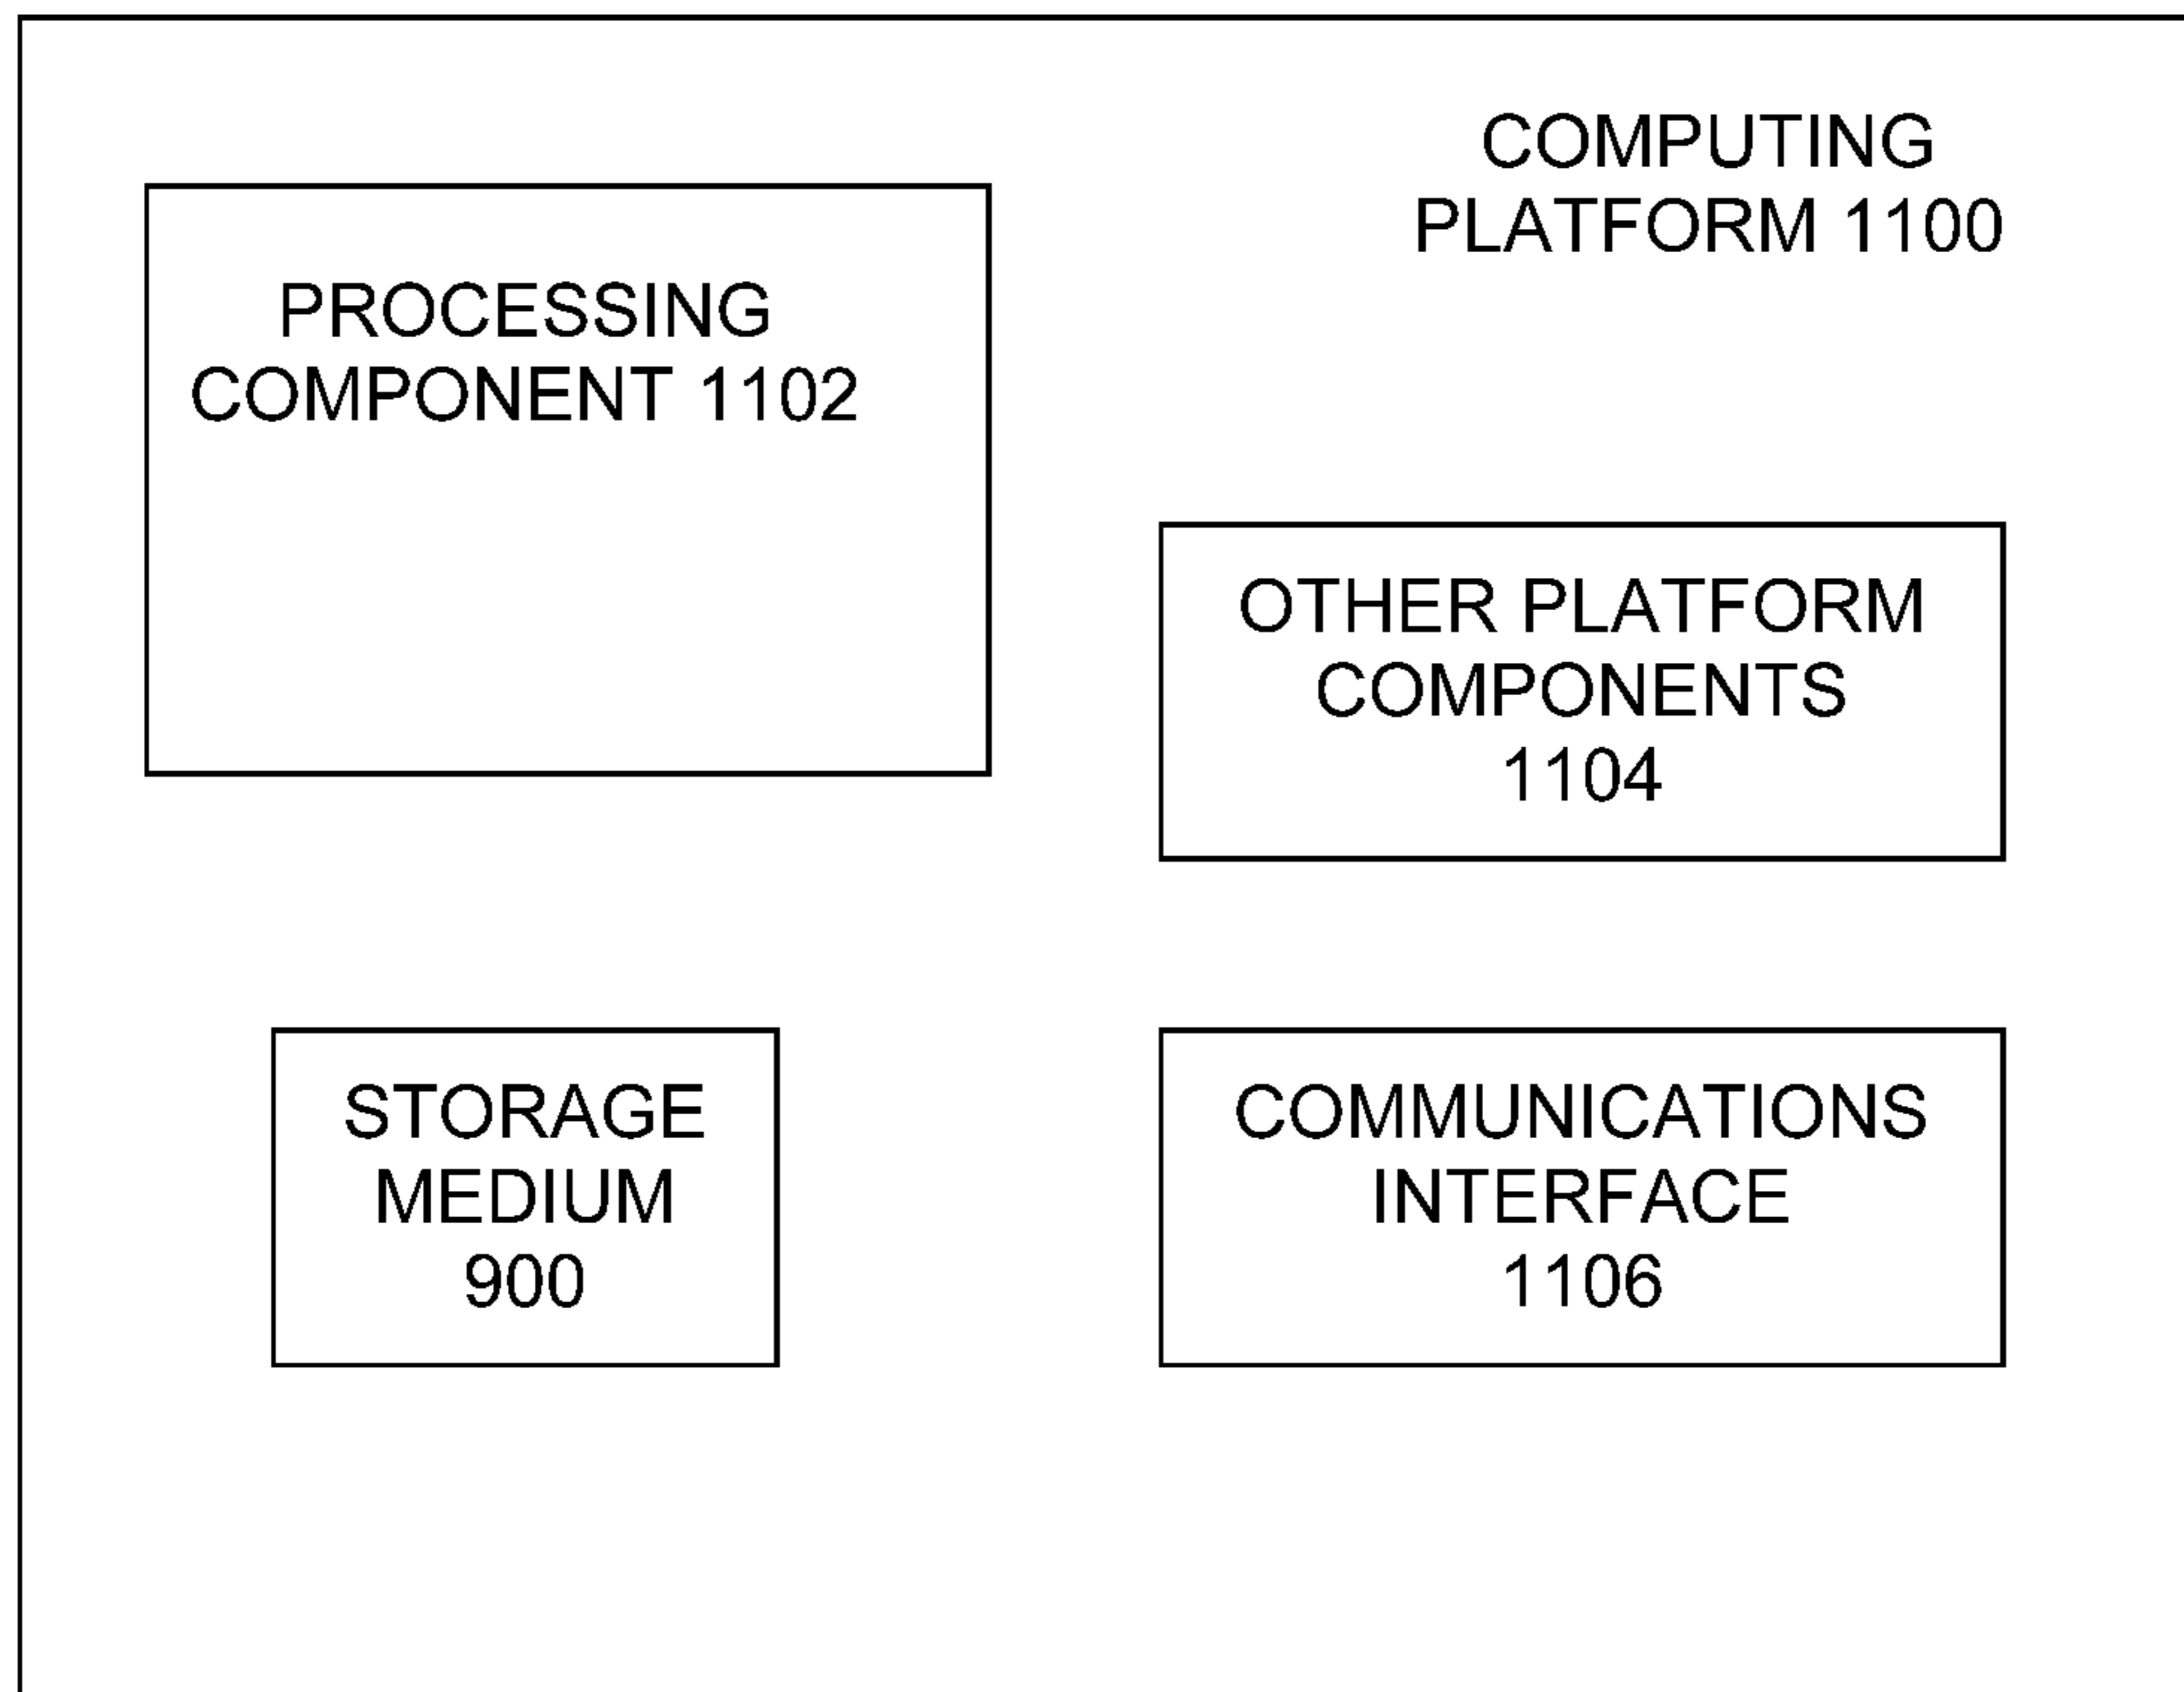 COMPUTING
PLATFORM 1100
PROCESSING
COMPONENT 1102
OTHER PLATFORM
COMPONENTS
1104
STORAGE
MEDIUM
900
COMMUNICATIONS
INTERFACE
1106